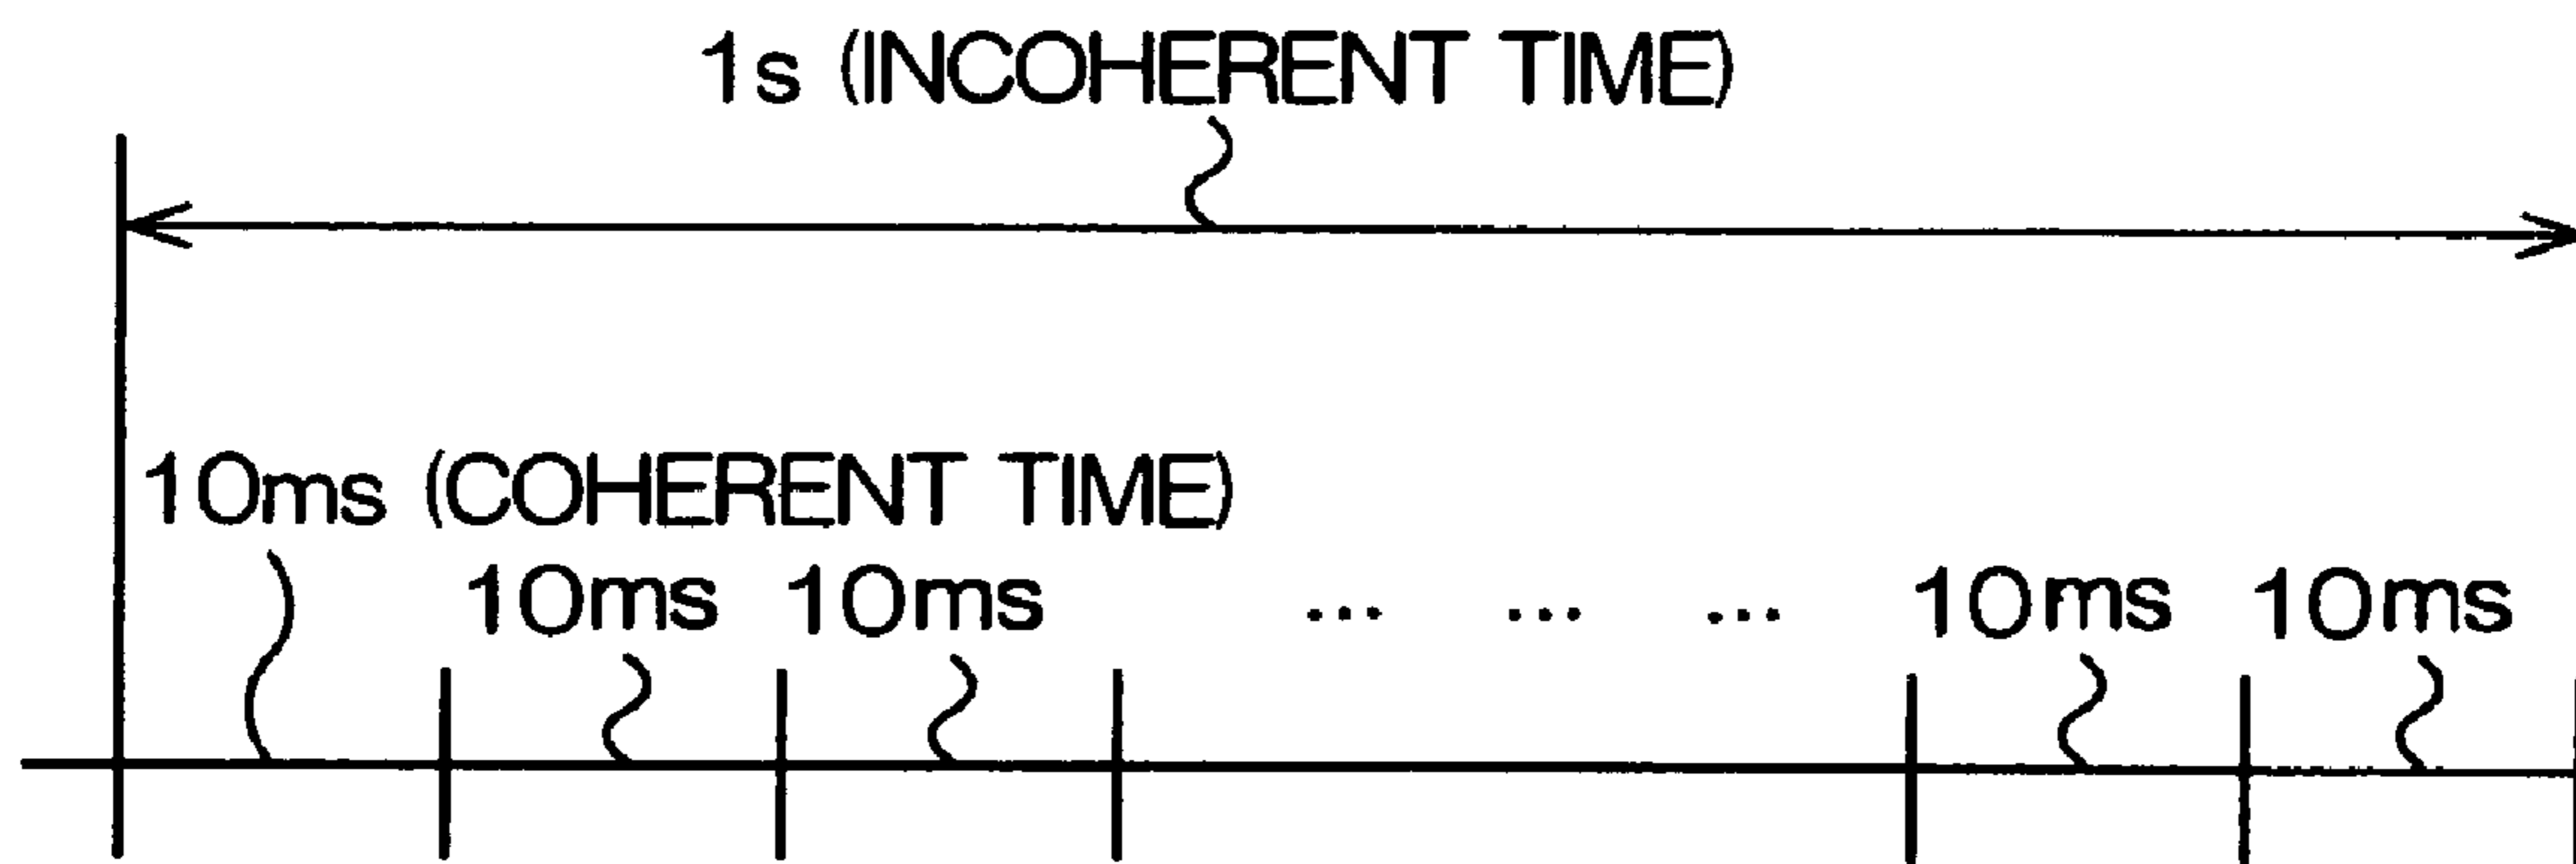 1s (INCOHERENT TIME)
10ms (COHERENT TIME)
10ms 10ms ... ... ... 10ms 10ms